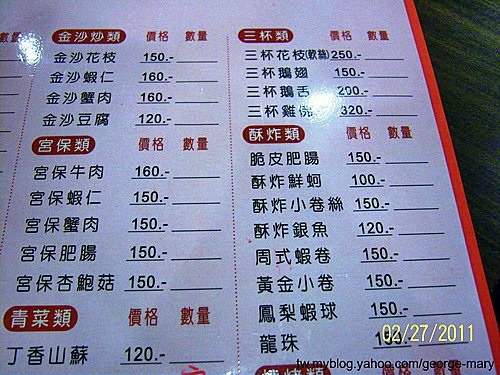 金沙炒類 價格 數量
金沙花枝 150.-
金沙蝦仁 160.-
金沙蟹肉 160.-
金沙豆腐 120.-
宮保類 價格 數量
宮保牛肉 160.-
宮保蝦仁 150.-
宮保蟹肉 150.-
宮保肥腸 150.-
宮保杏鮑菇 150.-
青菜類 價格 數量
丁香山蘇 120.-
三杯類 價格 數量
三杯花枝(軟絲) 250.-
三杯鵝翅 150.-
三杯鵝舌 200.-
三杯雞佛 320.-
酥炸類 價格 數量
脆皮肥腸 150.-
酥炸鮮蚵 100.-
酥炸小卷絲 150.-
酥炸銀魚 120.-
周式蝦卷 150.-
黃金小卷 150.-
鳳梨蝦球 150.-
龍珠
燒烤類 價格 數量
02/27/2011
tw.myblog.yahoo.com/george-mary